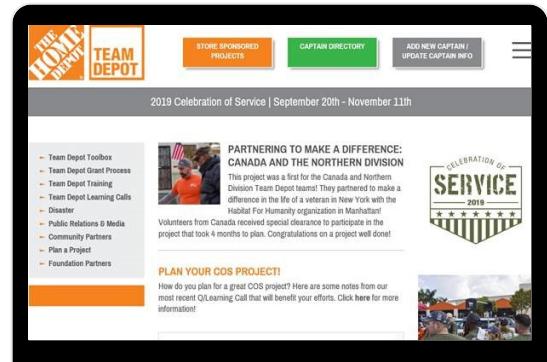 THE
HOME
DEPOT
TEAM
DEPOT
STORE SPONSORED
PROJECTS
CAPTAIN DIRECTORY
ADD NEW CAPTAIN /
UPDATE CAPTAIN INFO
2019 Celebration of Service | September 20th - November 11th
Team Depot Toolbox
Team Depot Grant Process
Team Depot Training
Team Depot Learning Calls
Disaster
Public Relations & Media
Community Partners
Plan a Project
Foundation Partners
PARTNERING TO MAKE A DIFFERENCE:
CANADA AND THE NORTHERN DIVISION
This project was a first for the Canada and Northern
Division Team Depot teams! They partnered to make a
difference in the life of a veteran in New York with the
Habitat For Humanity organization in Manhattan!
Volunteers from Canada received special clearance to participate in the
project that took 4 months to plan. Congratulations on a project well done!
PLAN YOUR COS PROJECT!
How do you plan for a great COS project? Here are some notes from our
most recent Q/Learning Call that will benefit your efforts. Click here for more
information!
CELEBRATION OF
SERVICE
2019